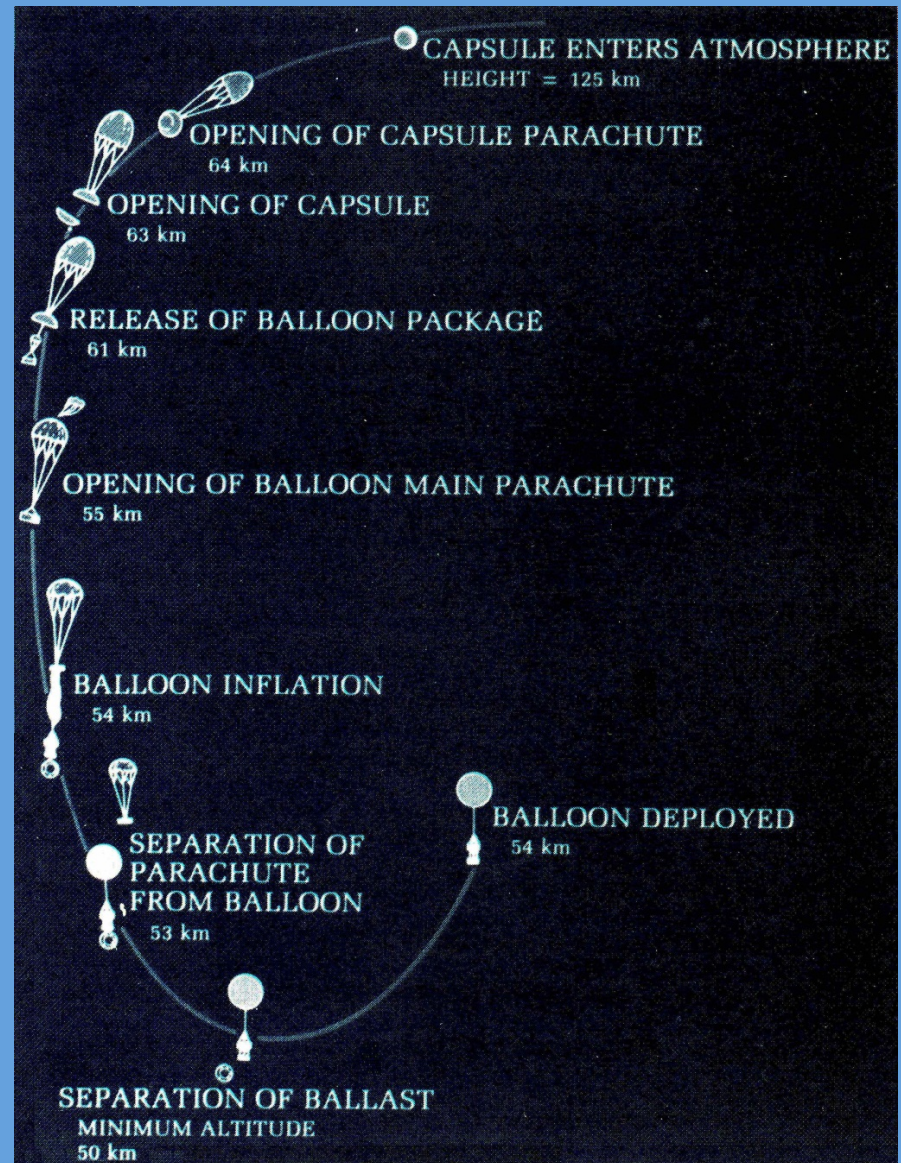 CAPSULE ENTERS ATMOSPHERE
HEIGHT = 125 km
OPENING OF CAPSULE PARACHUTE
64 km
OPENING OF CAPSULE
63 km
RELEASE OF BALLOON PACKAGE
61 km
OPENING OF BALLOON MAIN PARACHUTE
55 km
BALLOON INFLATION
54 km
BALLOON DEPLOYED
54 km
SEPARATION OF
PARACHUTE
FROM BALLOON
53 km
SEPARATION OF BALLAST
MINIMUM ALTITUDE
50 km